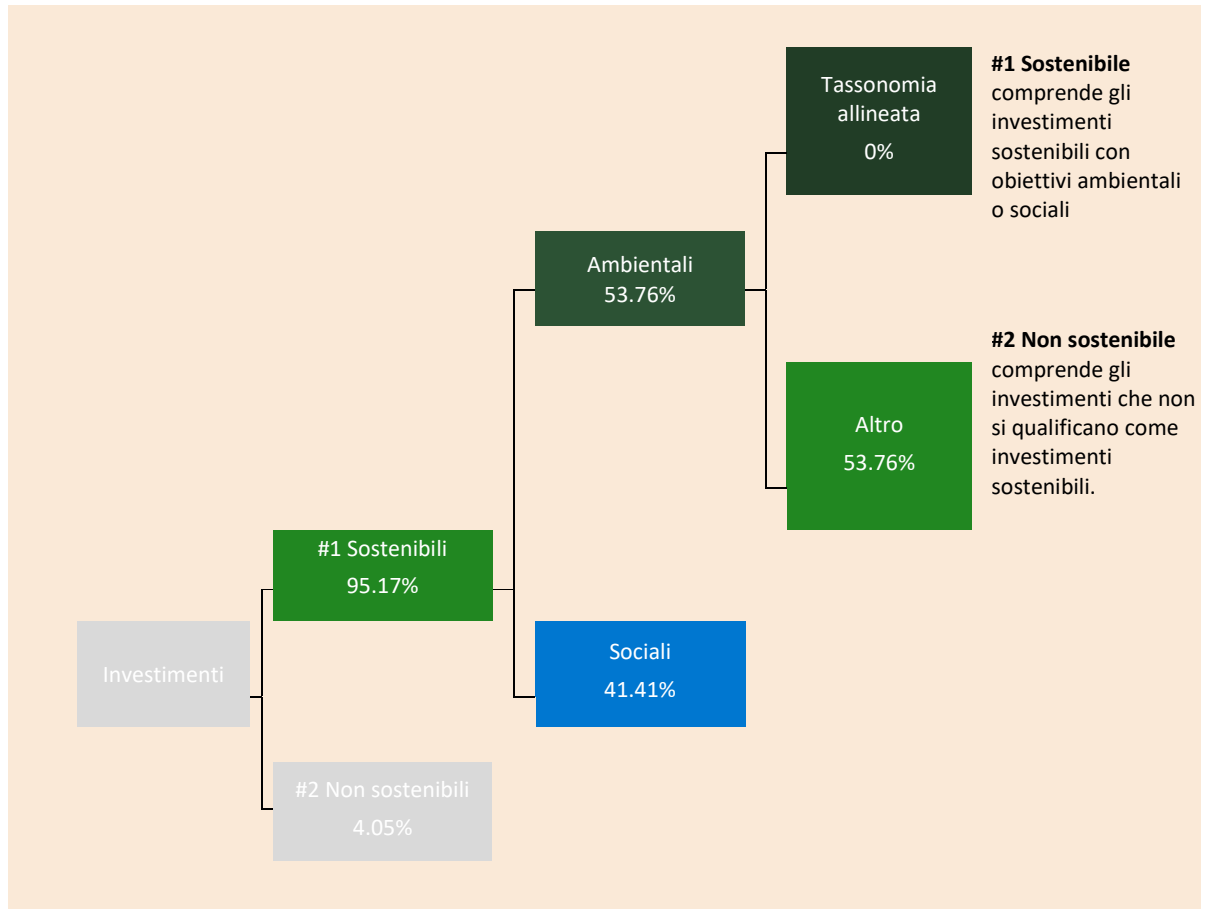 Tassonomia
allineata
0%
#1 Sostenibile
comprende gli
investimenti
sostenibili con
obiettivi ambientali
o sociali
Ambientali
53.76%
#2 Non sostenibile
comprende gli
investimenti che non
si qualificano come
investimenti
sostenibili.
Altro
53.76%
#1 Sostenibili
95.17%
Investimenti
Sociali
41.41%
#2 Non sostenibili
4.05%